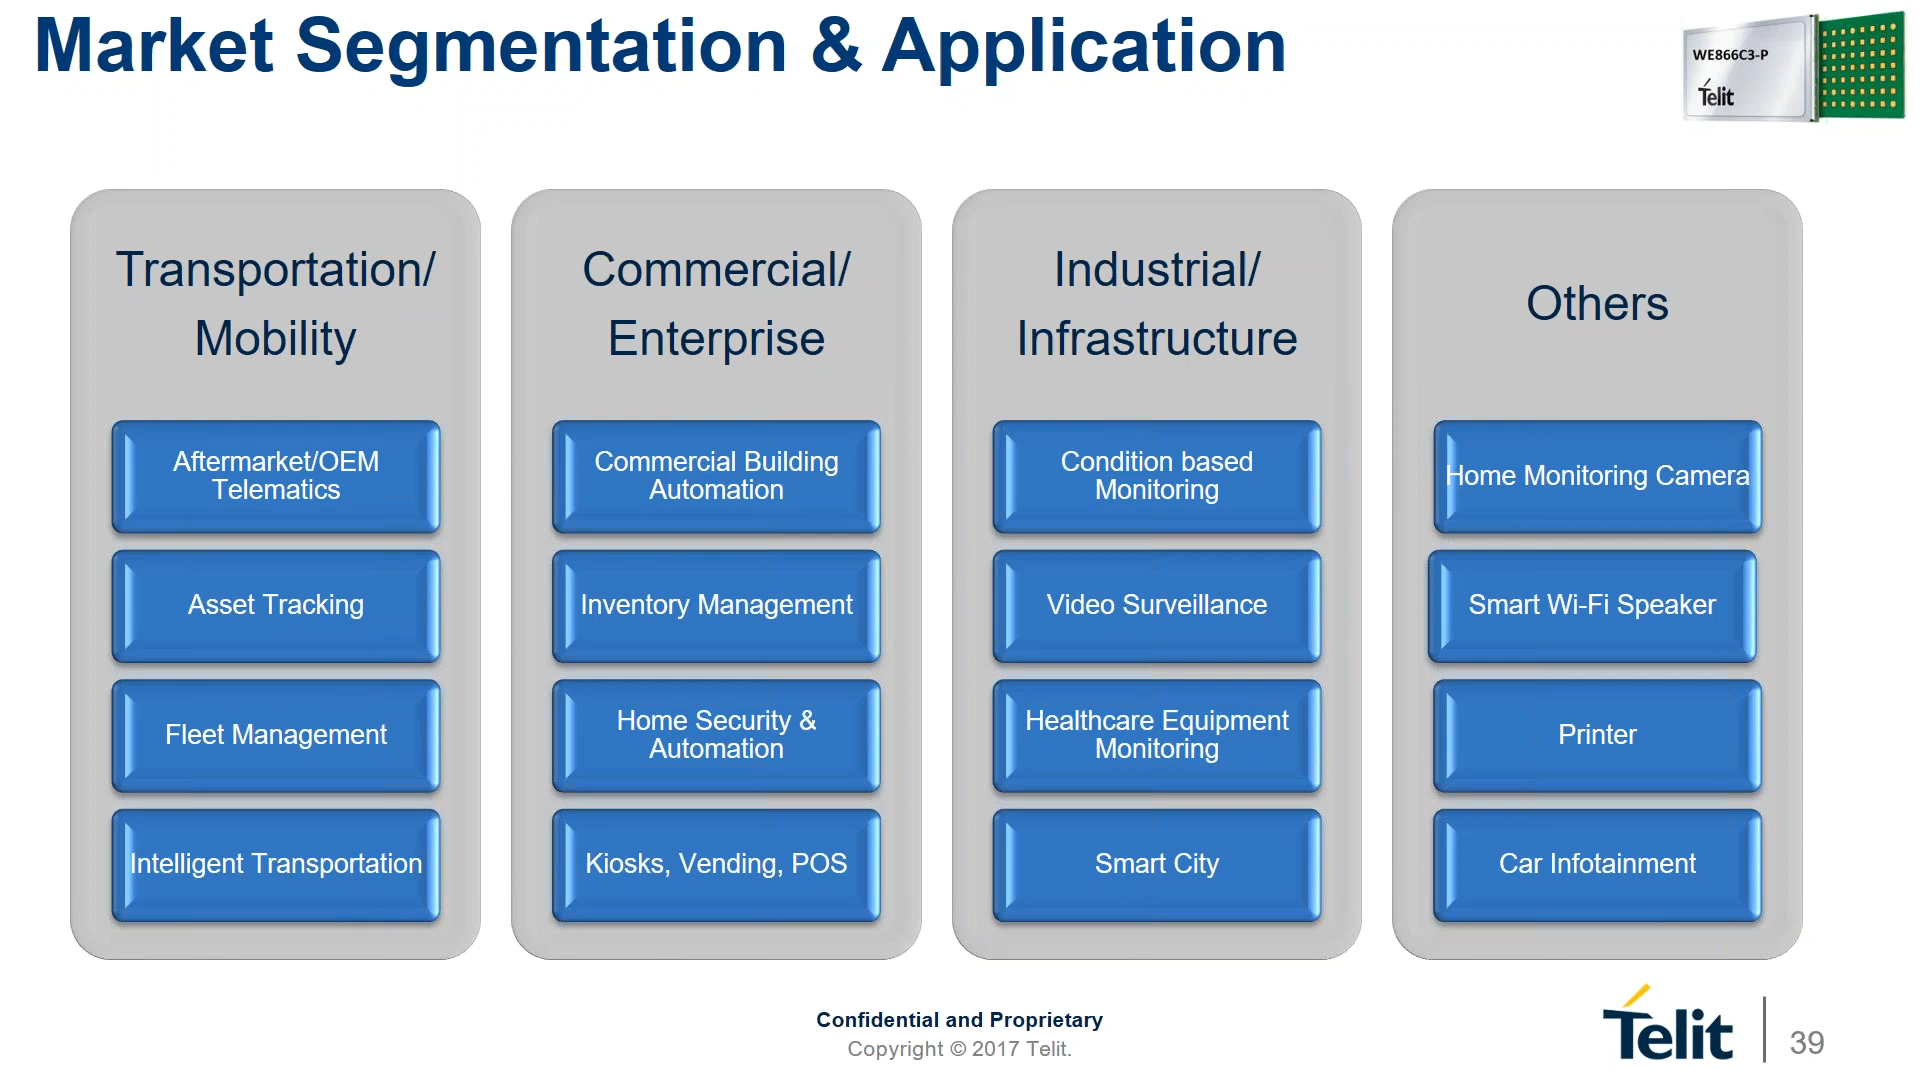 Market Segmentation & Application
WE866C3-P
Telit
Transportation/
Mobility
Aftermarket/OEM
Telematics
Asset Tracking
Fleet Management
Intelligent Transportation
Commercial/
Enterprise
Commercial Building
Automation
Inventory Management
Home Security &
Automation
Kiosks, Vending, POS
Industrial/
Infrastructure
Condition based
Monitoring
Video Surveillance
Healthcare Equipment
Monitoring
Smart City
Others
Home Monitoring Camera
Smart Wi-Fi Speaker
Printer
Car Infotainment
Confidential and Proprietary
Copyright © 2017 Telit.
Telit
39